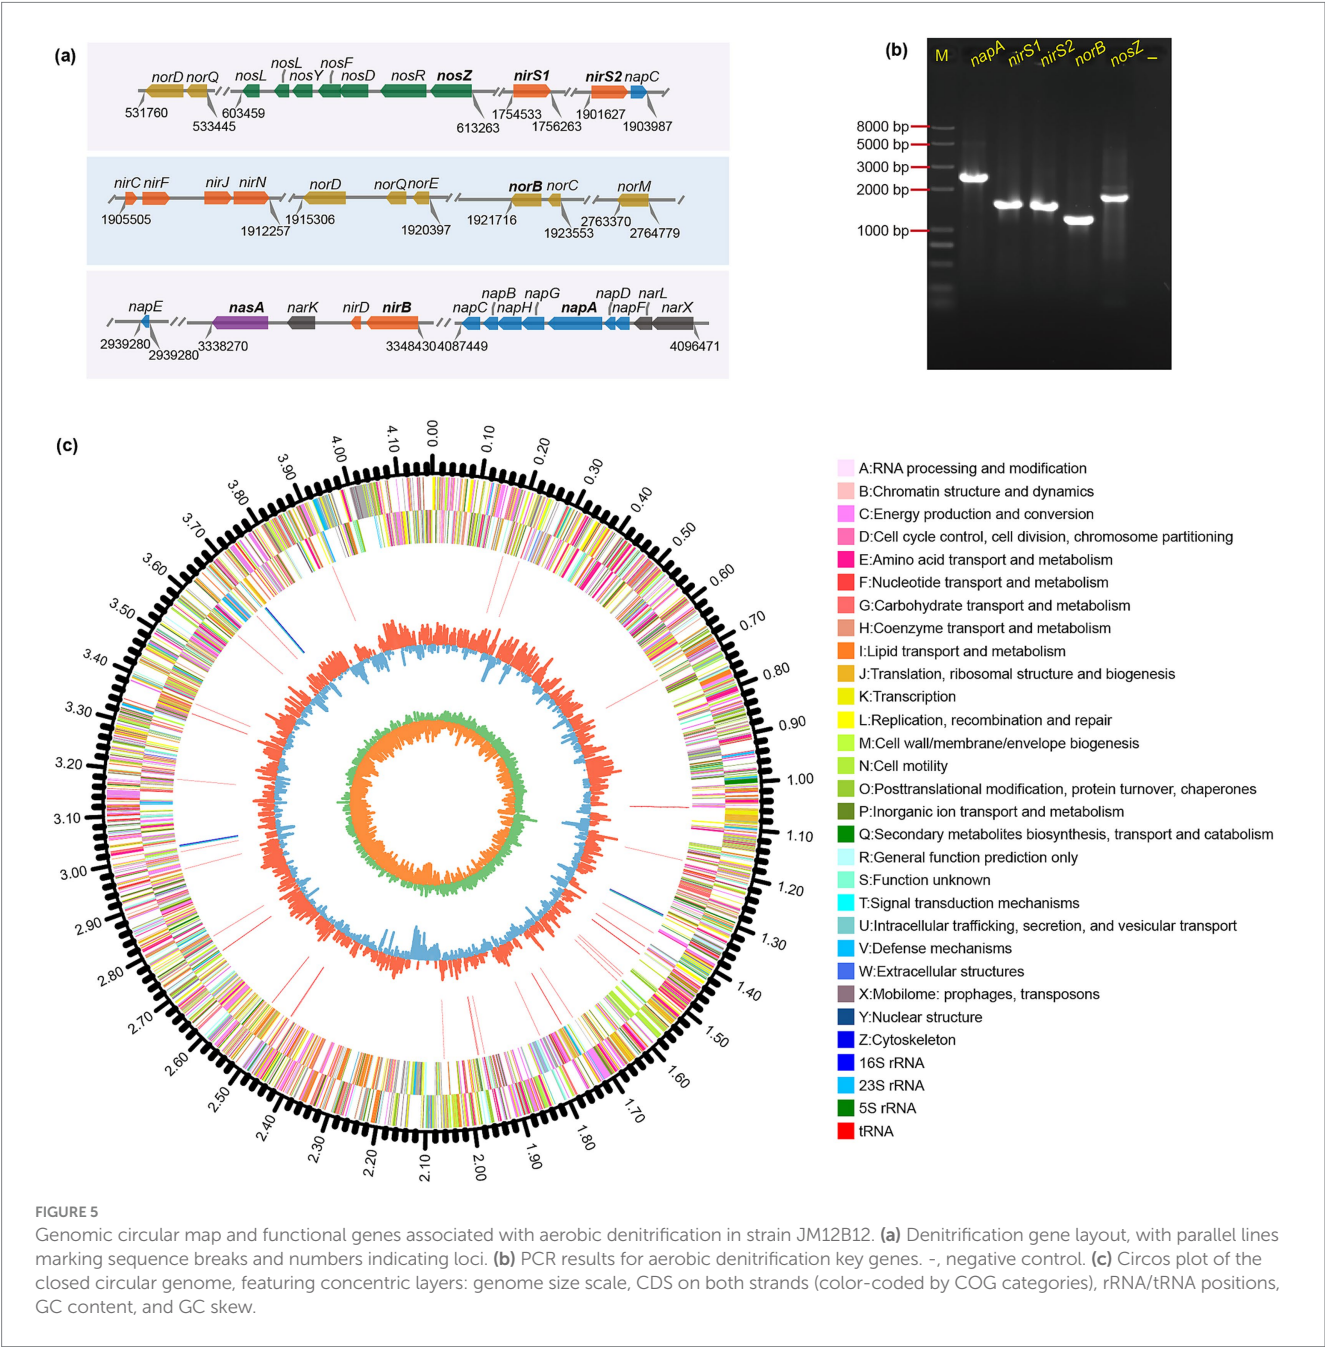 (a)
norD norQ nosL nosL nosY nosF nosD nosR nosZ nirS1 nirS2 napC
531760 533445 603459 613263 1754533 1756263 1901627 1903987
nirC nirF nirJ nirN norD norQ norE norB norC norM
1905505 1912257 1915306 1920397 1921716 1923553 2763370 2764779
napE nasA narK nirD nirB napC napB napH napG napA napD napF narL narX
2939280 2939280 3338270 3348430 4087449 4096471
(b)
M napA nirS1 nirS2 norB nosZ –
8000 bp
5000 bp
3000 bp
2000 bp
1000 bp
(c)
0.00
0.10
0.20
0.30
0.40
0.50
0.60
0.70
0.80
0.90
1.00
1.10
1.20
1.30
1.40
1.50
1.60
1.70
1.80
1.90
2.00
2.10
2.20
2.30
2.40
2.50
2.60
2.70
2.80
2.90
3.00
3.10
3.20
3.30
3.40
3.50
3.60
3.70
3.80
3.90
4.00
4.10
A:RNA processing and modification
B:Chromatin structure and dynamics
C:Energy production and conversion
D:Cell cycle control, cell division, chromosome partitioning
E:Amino acid transport and metabolism
F:Nucleotide transport and metabolism
G:Carbohydrate transport and metabolism
H:Coenzyme transport and metabolism
I:Lipid transport and metabolism
J:Translation, ribosomal structure and biogenesis
K:Transcription
L:Replication, recombination and repair
M:Cell wall/membrane/envelope biogenesis
N:Cell motility
O:Posttranslational modification, protein turnover, chaperones
P:Inorganic ion transport and metabolism
Q:Secondary metabolites biosynthesis, transport and catabolism
R:General function prediction only
S:Function unknown
T:Signal transduction mechanisms
U:Intracellular trafficking, secretion, and vesicular transport
V:Defense mechanisms
W:Extracellular structures
X:Mobilome: prophages, transposons
Y:Nuclear structure
Z:Cytoskeleton
16S rRNA
23S rRNA
5S rRNA
tRNA
FIGURE 5
Genomic circular map and functional genes associated with aerobic denitrification in strain JM12B12. (a) Denitrification gene layout, with parallel lines
marking sequence breaks and numbers indicating loci. (b) PCR results for aerobic denitrification key genes. -, negative control. (c) Circos plot of the
closed circular genome, featuring concentric layers: genome size scale, CDS on both strands (color-coded by COG categories), rRNA/tRNA positions,
GC content, and GC skew.